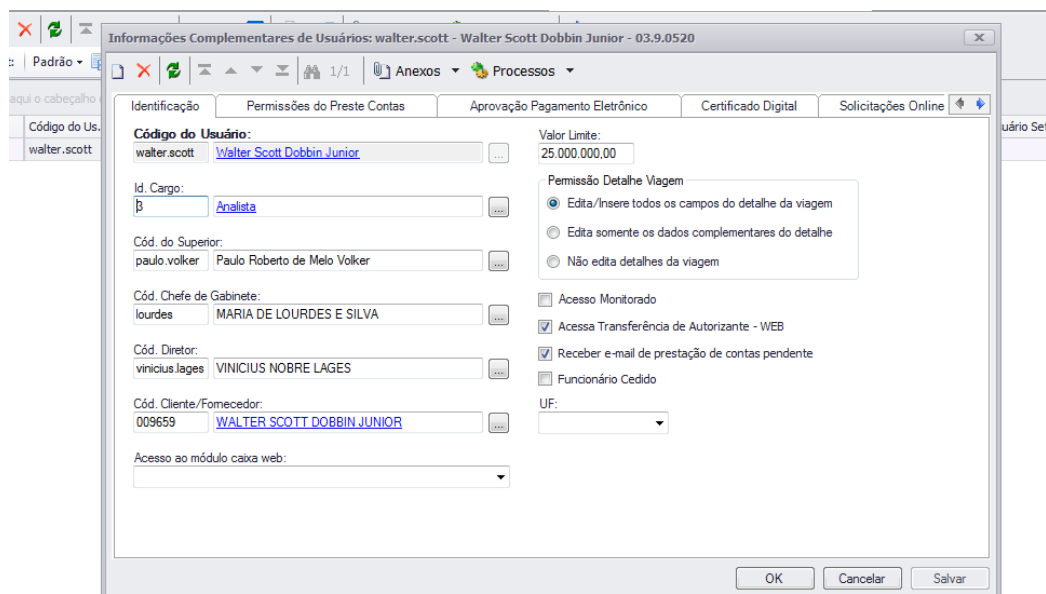 Informações Complementares de Usuários: walter.scott - Walter Scott Dobbin Junior - 03.9.0520
1/1 Anexos Processos
Padrão
aqui o cabeçalho
Código do Us.
walter.scott
uário Set
Identificação Permissões do Preste Contas Aprovação Pagamento Eletrônico Certificado Digital Solicitações Online
Código do Usuário:
walter.scott Walter Scott Dobbin Junior ...
Id. Cargo:
3 Analista ...
Cód. do Superior:
paulo.volker Paulo Roberto de Melo Volker ...
Cód. Chefe de Gabinete:
lourdes MARIA DE LOURDES E SILVA ...
Cód. Diretor:
vinicius.lages VINICIUS NOBRE LAGES ...
Cód. Cliente/Fornecedor:
009659 WALTER SCOTT DOBBIN JUNIOR ...
Acesso ao módulo caixa web:
Valor Limite:
25.000.000,00
Permissão Detalhe Viagem
Edita/Insere todos os campos do detalhe da viagem
Edita somente os dados complementares do detalhe
Não edita detalhes da viagem
Acesso Monitorado
Acessa Transferência de Autorizante - WEB
Receber e-mail de prestação de contas pendente
Funcionário Cedido
UF:
OK Cancelar Salvar